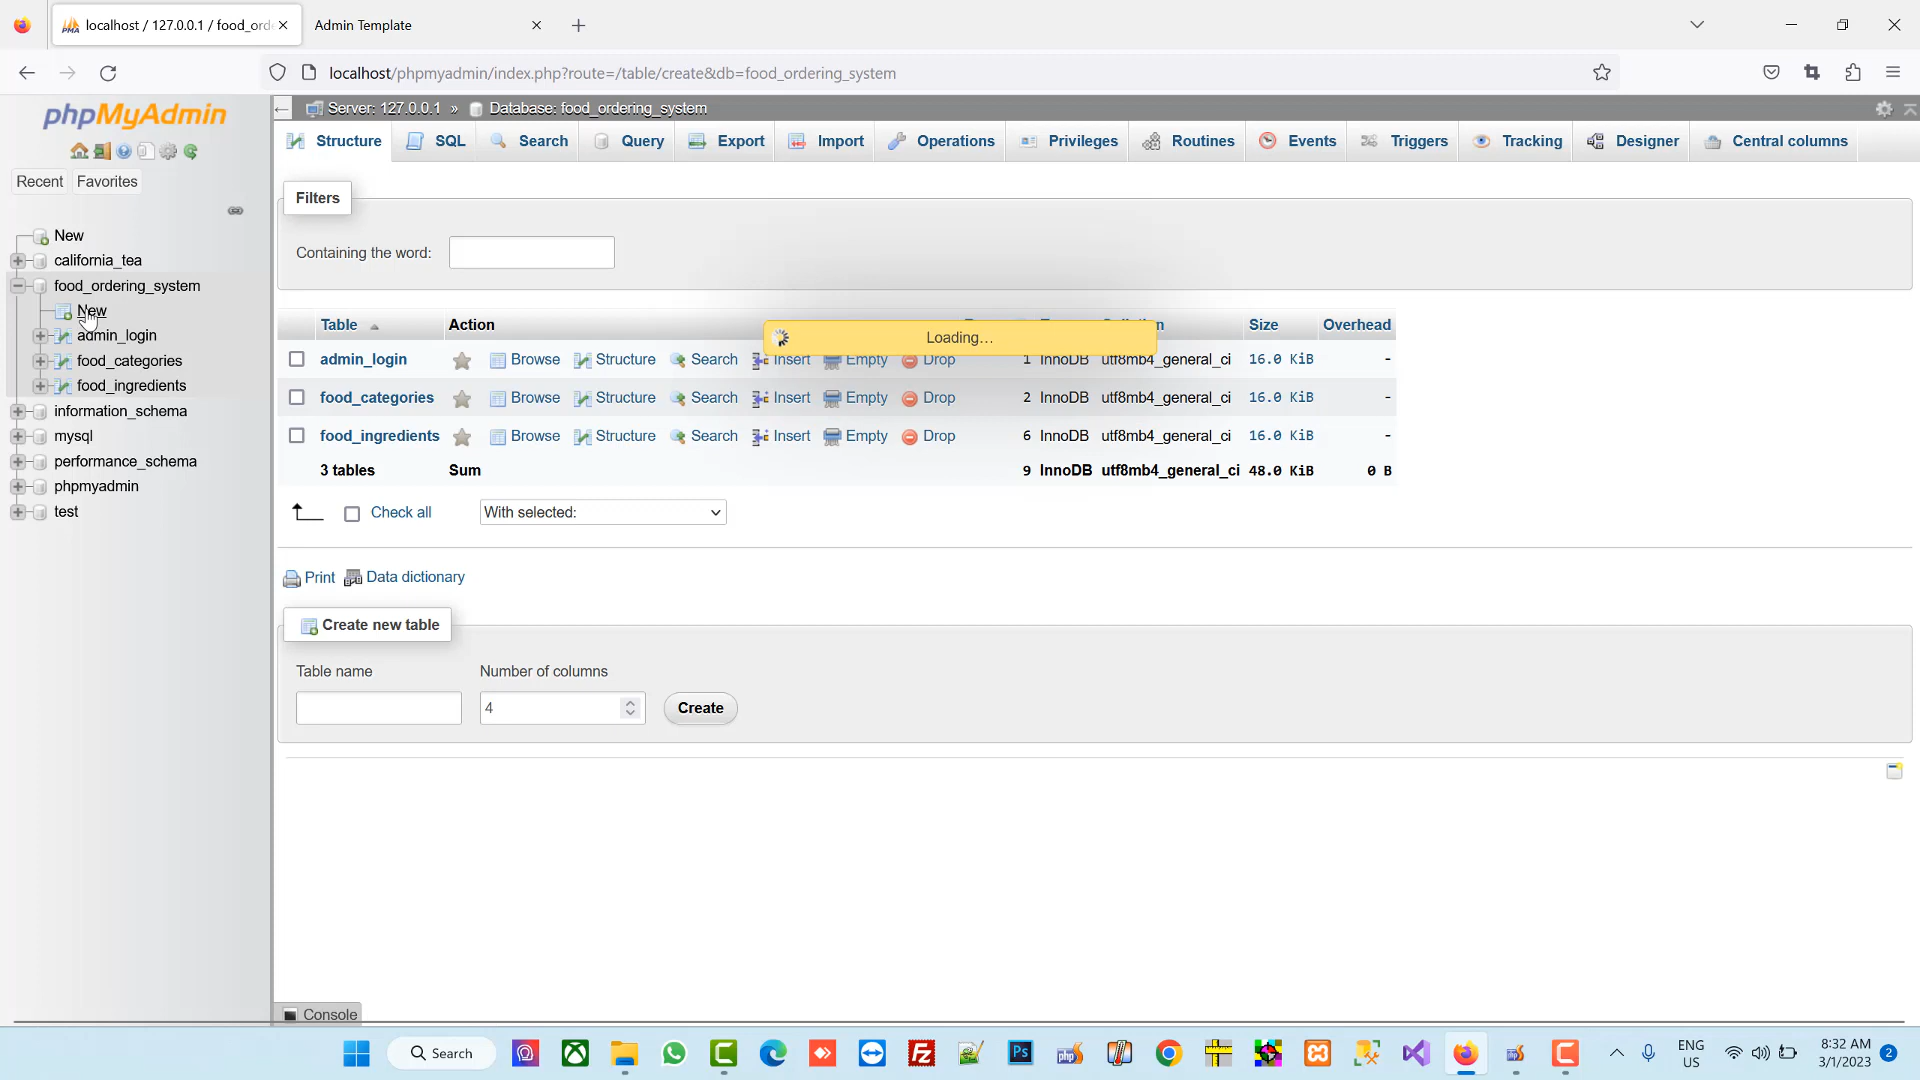 localhost / 127.0.0.1 / food_orde
Admin Template
localhost/phpmyadmin/index.php?route=/table/create&db=food_ordering_system
phpMyAdmin
Server: 127.0.0.1 » Database: food_ordering_system
Structure SQL Search Query Export Import Operations Privileges Routines Events Triggers Tracking Designer Central columns
Recent Favorites
New
california_tea
food_ordering_system
New
admin_login
food_categories
food_ingredients
information_schema
mysql
performance_schema
phpmyadmin
test
Filters
Containing the word:
Table Action Size Overhead
Loading…
admin_login Browse Structure Search Insert Empty Drop 1 InnoDB utf8mb4_general_ci 16.0 KiB -
food_categories Browse Structure Search Insert Empty Drop 2 InnoDB utf8mb4_general_ci 16.0 KiB -
food_ingredients Browse Structure Search Insert Empty Drop 6 InnoDB utf8mb4_general_ci 16.0 KiB -
3 tables Sum 9 InnoDB utf8mb4_general_ci 48.0 KiB 0 B
Check all With selected:
Print Data dictionary
Create new table
Table name Number of columns
4 Create
Console
Search
ENG
US
8:32 AM
3/1/2023
2